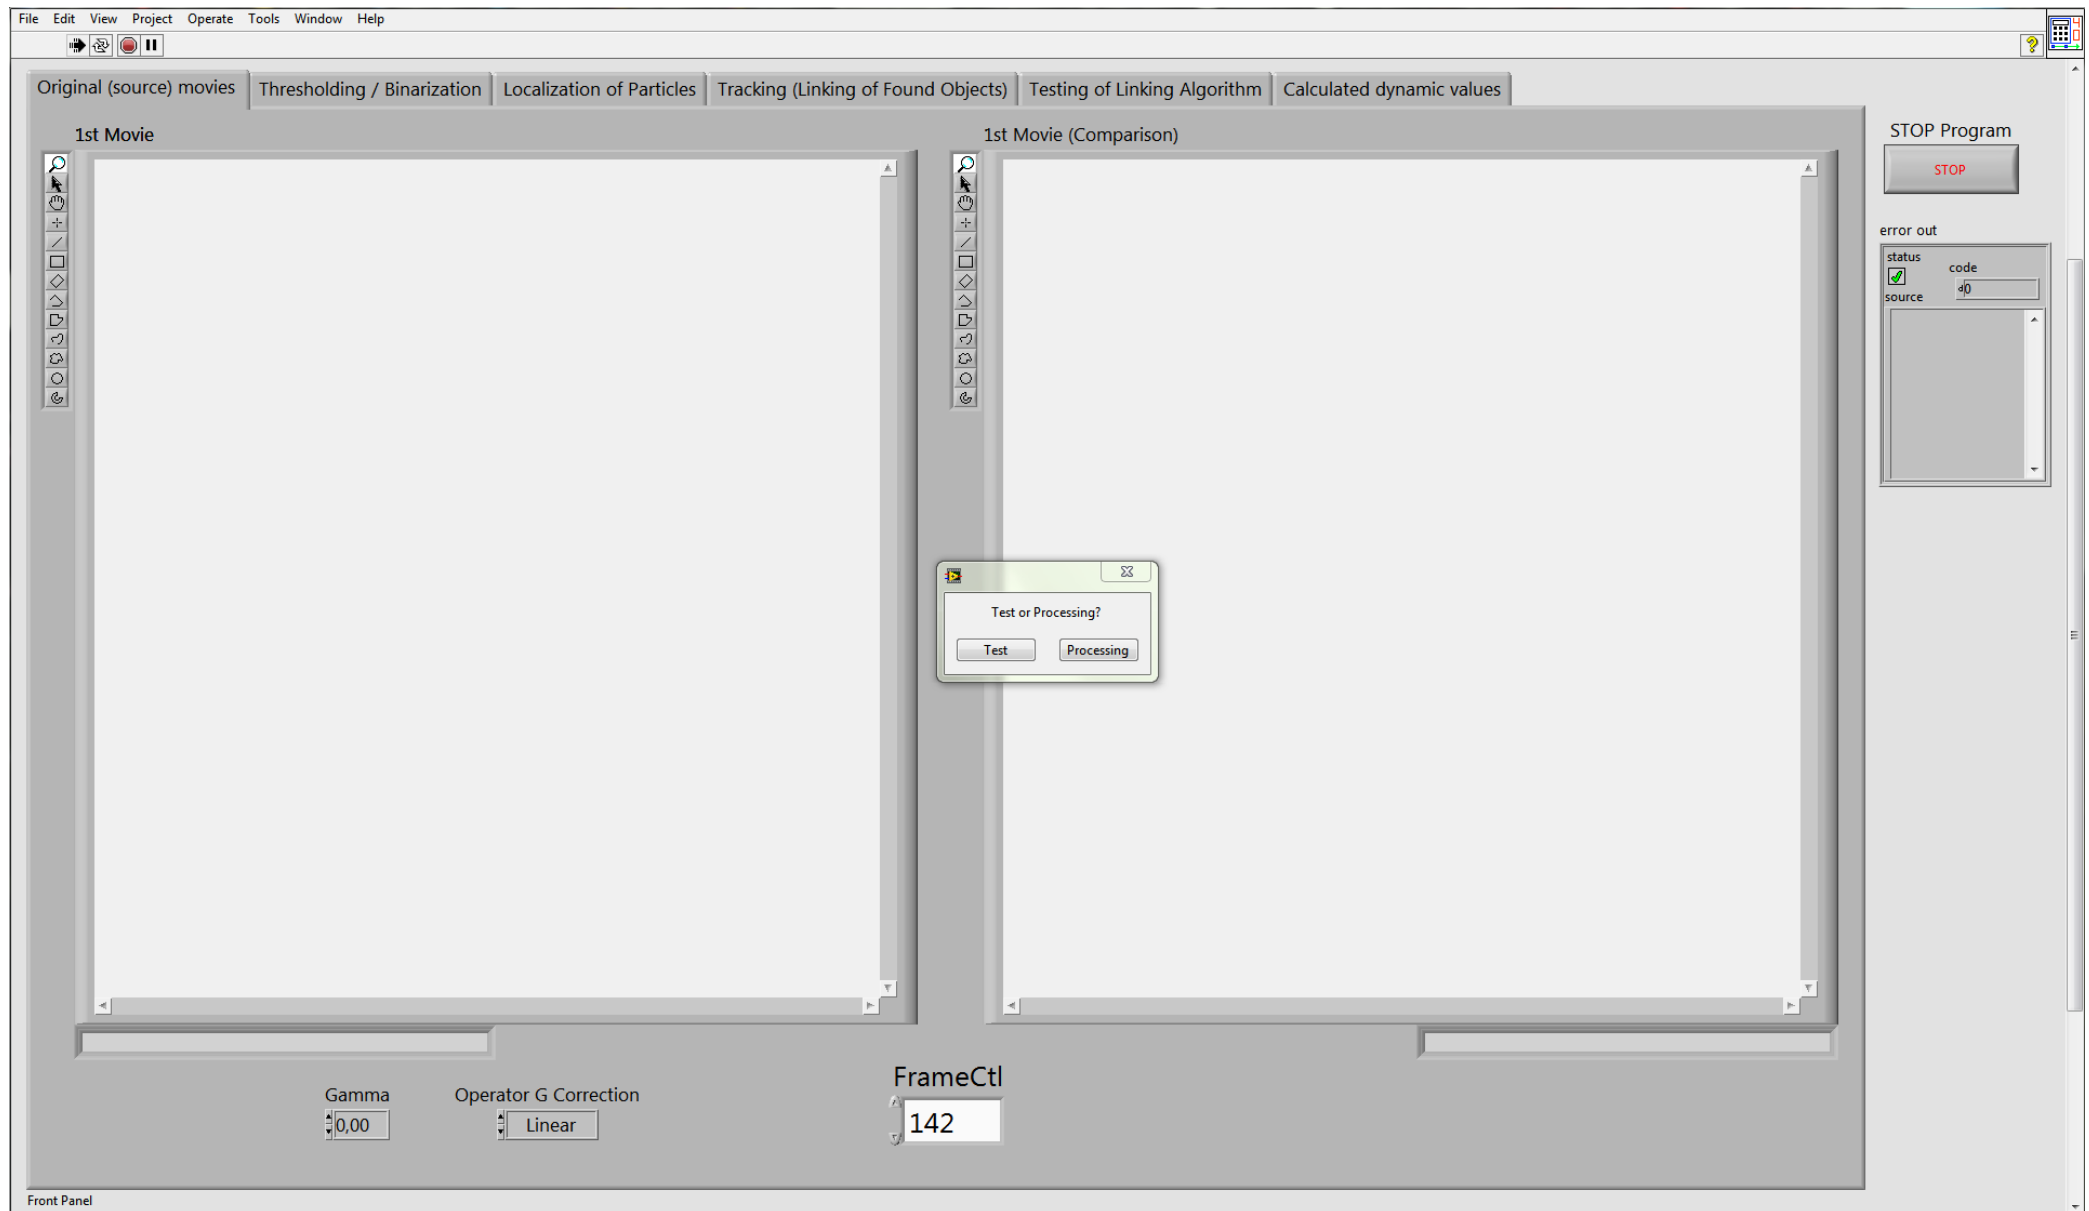 File Edit View Project Operate Tools Window Help
Original (source) movies Thresholding / Binarization Localization of Particles Tracking (Linking of Found Objects) Testing of Linking Algorithm Calculated dynamic values
1st Movie
1st Movie (Comparison)
STOP Program
STOP
error out
status
code
d0
source
Test or Processing?
Test Processing
FrameCtl
142
Gamma
0,00
Operator G Correction
Linear
Front Panel